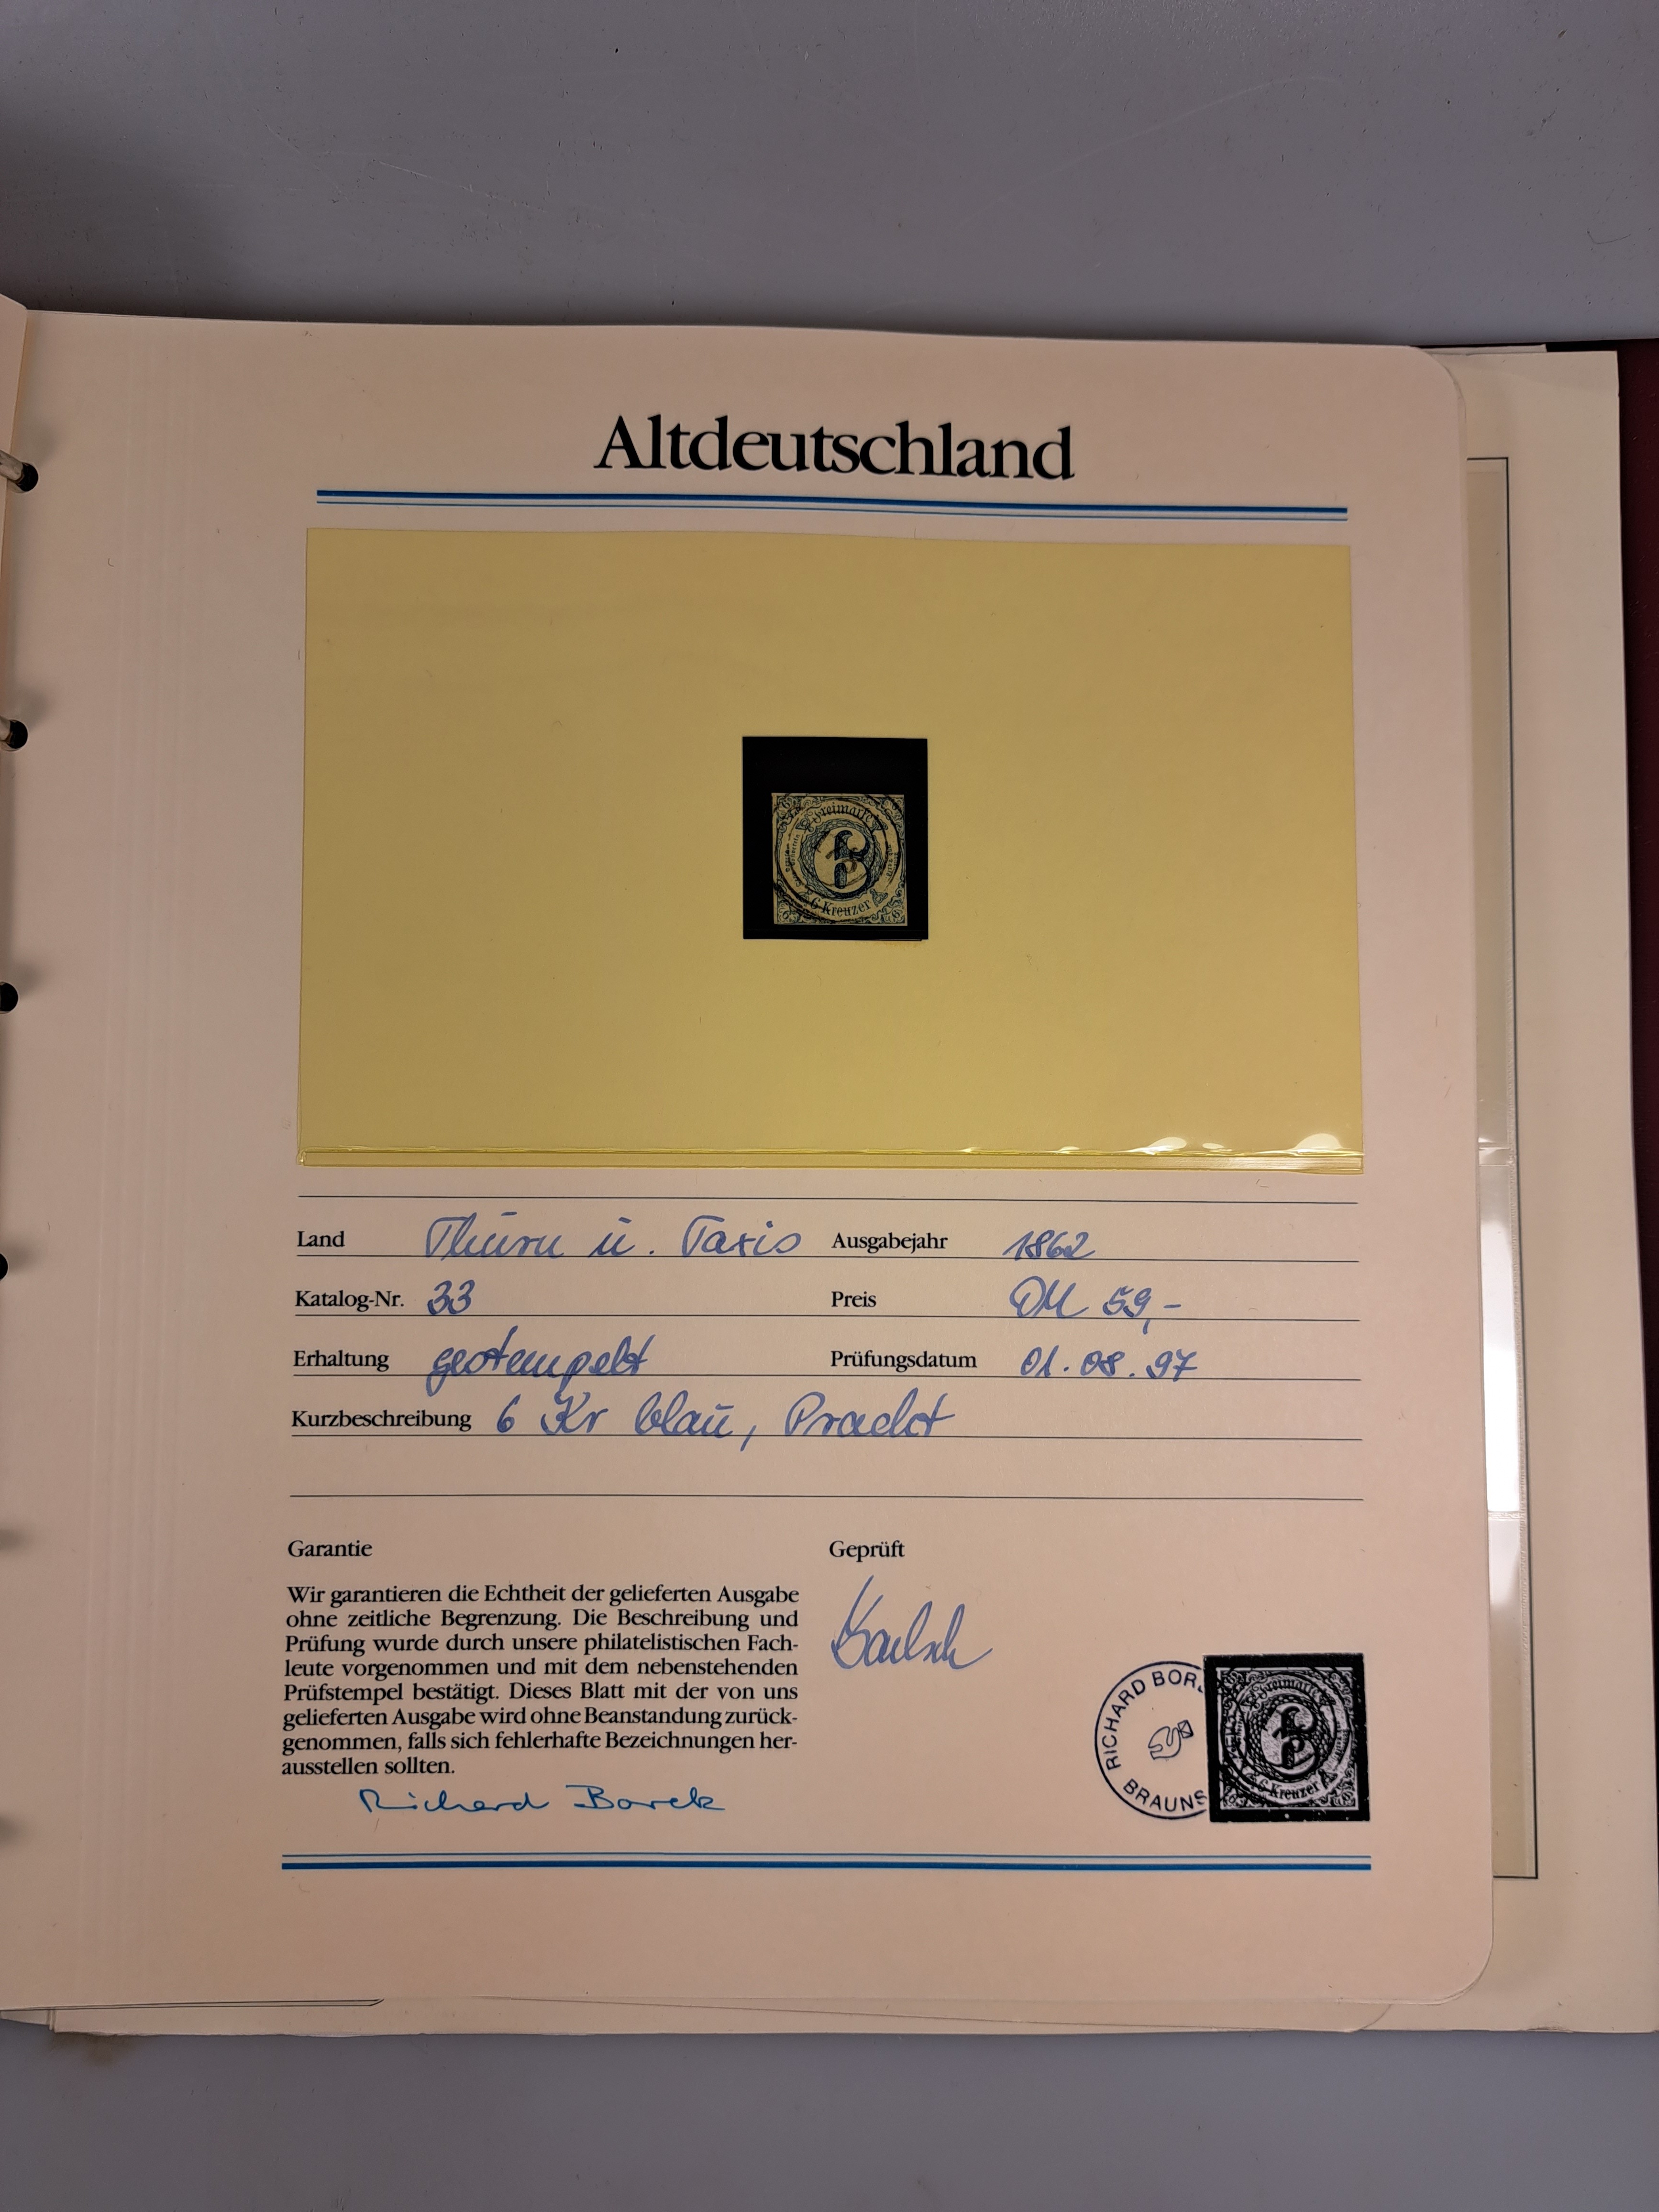 Altdeutschland
Freimarke
6 Kreuzer
Land Thurn ü. Taxis Ausgabejahr 1862
Katalog-Nr. 33 Preis DM 59,-
Erhaltung gestempelt Prüfungsdatum 01.08.97
Kurzbeschreibung 6 Kr blau, Pracht
Garantie
Wir garantieren die Echtheit der gelieferten Ausgabe
ohne zeitliche Begrenzung. Die Beschreibung und
Prüfung wurde durch unsere philatelistischen Fach-
leute vorgenommen und mit dem nebenstehenden
Prüfstempel bestätigt. Dieses Blatt mit der von uns
gelieferten Ausgabe wird ohne Beanstandung zurück-
genommen, falls sich fehlerhafte Bezeichnungen her-
ausstellen sollten.
Richard Borek
Geprüft
RICHARD BOR
BRAUNS
Freimarke
6 Kreuzer